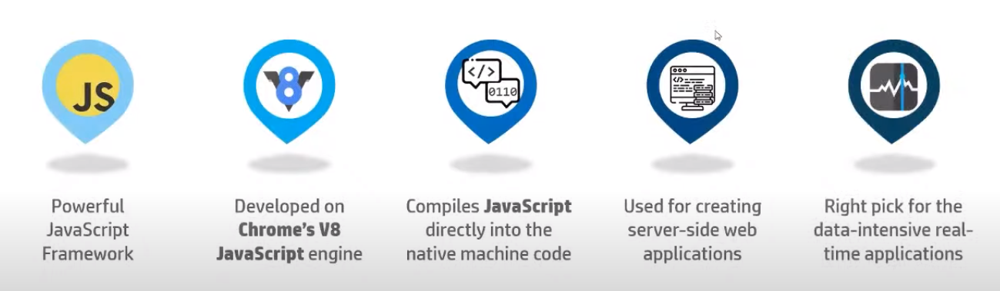 JS
Powerful
JavaScript
Framework
8
Developed on
Chrome's V8
JavaScript engine
</>
0110
Compiles JavaScript
directly into the
native machine code
</>
Used for creating
server-side web
applications
Right pick for the
data-intensive real-
time applications